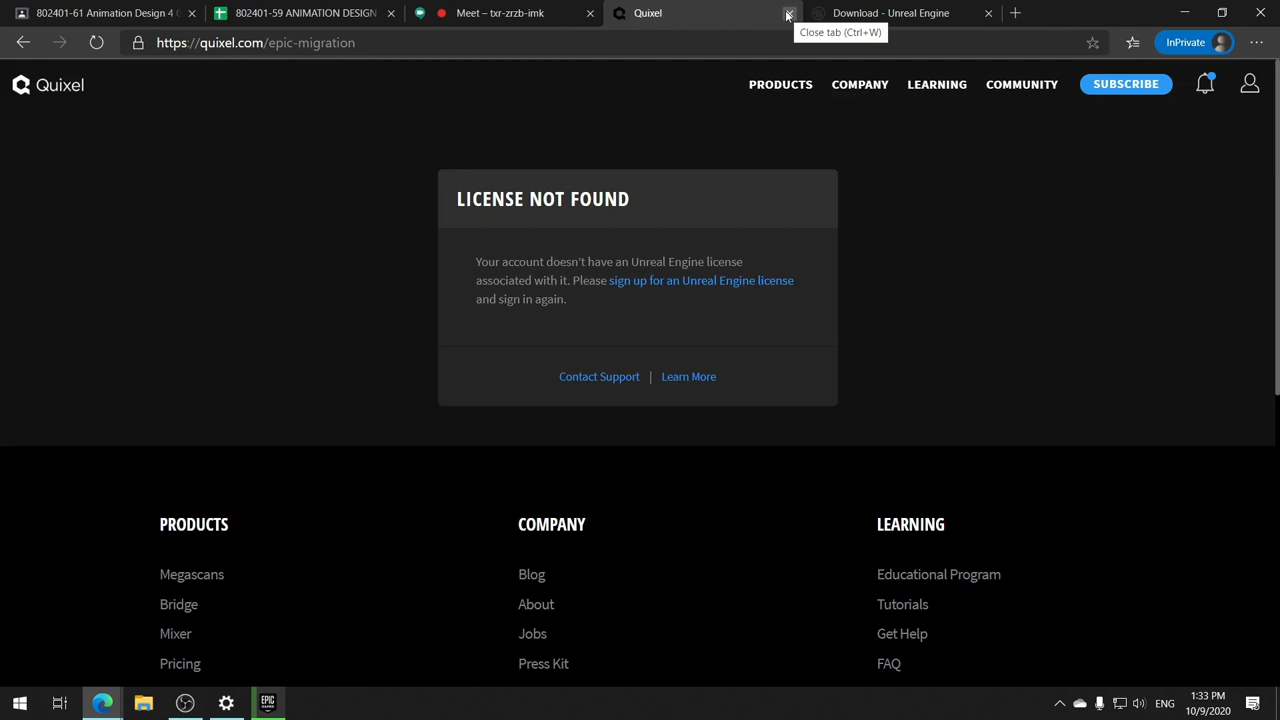 802401-61 Animation Design 4 (
802401-59 ANIMATION DESIGN
Meet – txr-zrzb-imk
Quixel
Download - Unreal Engine
Close tab (Ctrl+W)
https://quixel.com/epic-migration
InPrivate
Quixel
PRODUCTS
COMPANY
LEARNING
COMMUNITY
SUBSCRIBE
LICENSE NOT FOUND
Your account doesn't have an Unreal Engine license
associated with it. Please sign up for an Unreal Engine license
and sign in again.
Contact Support | Learn More
PRODUCTS
Megascans
Bridge
Mixer
Pricing
COMPANY
Blog
About
Jobs
Press Kit
LEARNING
Educational Program
Tutorials
Get Help
FAQ
EPIC
GAMES
ENG
1:33 PM
10/9/2020